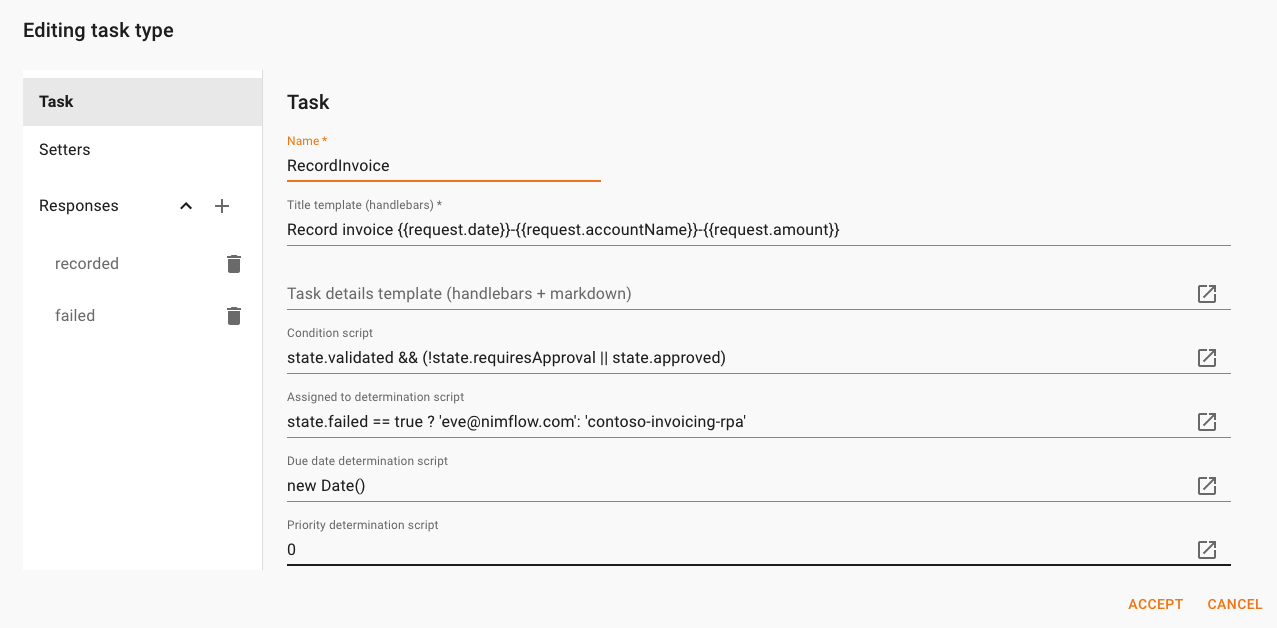 Editing task type
Task
Setters
Responses
recorded
failed
Task
Name *
RecordInvoice
Title template (handlebars) *
Record invoice {{request.date}}-{{request.accountName}}-{{request.amount}}
Task details template (handlebars + markdown)
Condition script
state.validated && (!state.requiresApproval || state.approved)
Assigned to determination script
state.failed == true ? 'eve@nimflow.com': 'contoso-invoicing-rpa'
Due date determination script
new Date()
Priority determination script
0
ACCEPT CANCEL